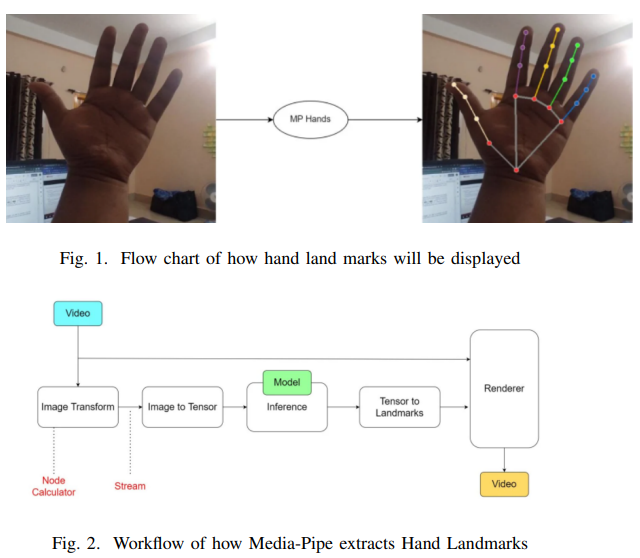 MP Hands
Fig. 1. Flow chart of how hand land marks will be displayed
Video
Model
Renderer
Image Transform
Image to Tensor
Inference
Tensor to
Landmarks
Node
Calculator
Stream
Video
Fig. 2. Workflow of how Media-Pipe extracts Hand Landmarks